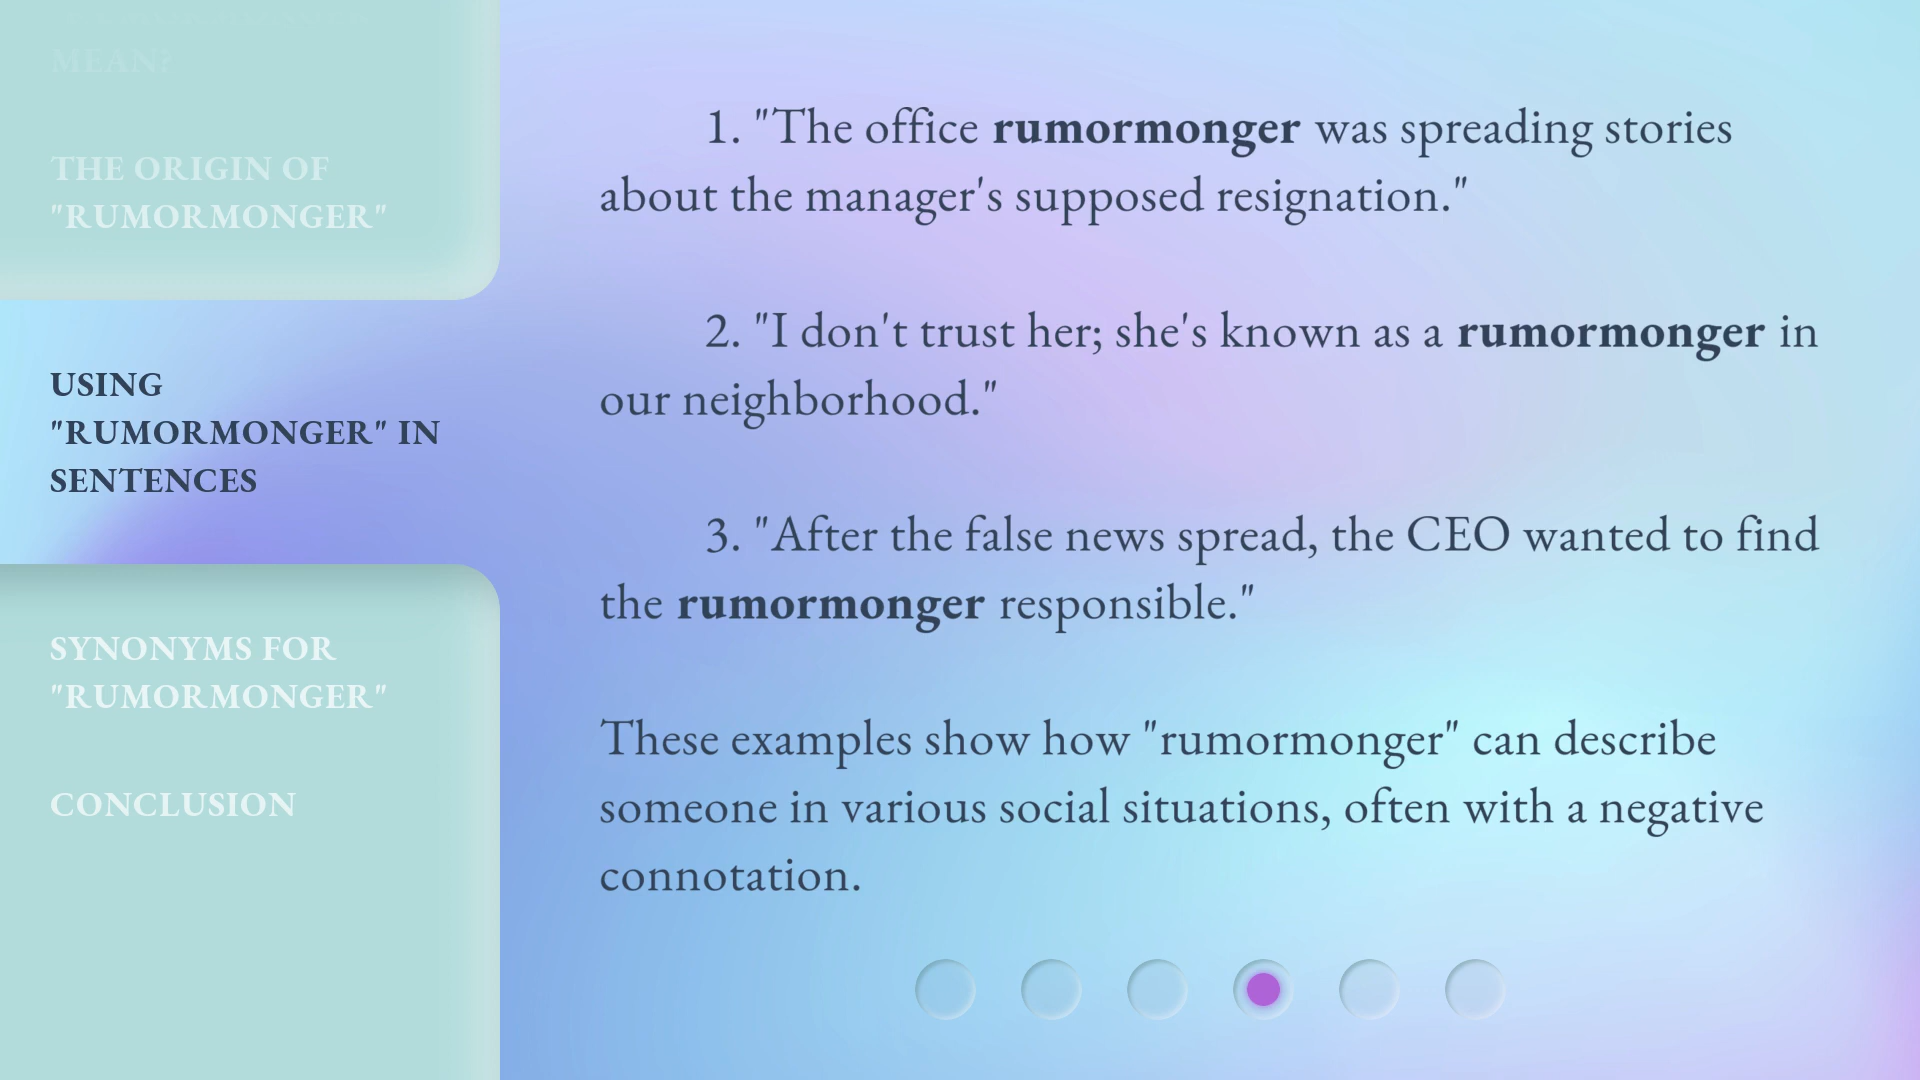 MEAN?
THE ORIGIN OF
"RUMORMONGER"
USING
"RUMORMONGER" IN
SENTENCES
SYNONYMS FOR
"RUMORMONGER"
CONCLUSION
1. "The office rumormonger was spreading stories
about the manager's supposed resignation."
2. "I don't trust her; she's known as a rumormonger in
our neighborhood."
3. "After the false news spread, the CEO wanted to find
the rumormonger responsible."
These examples show how "rumormonger" can describe
someone in various social situations, often with a negative
connotation.